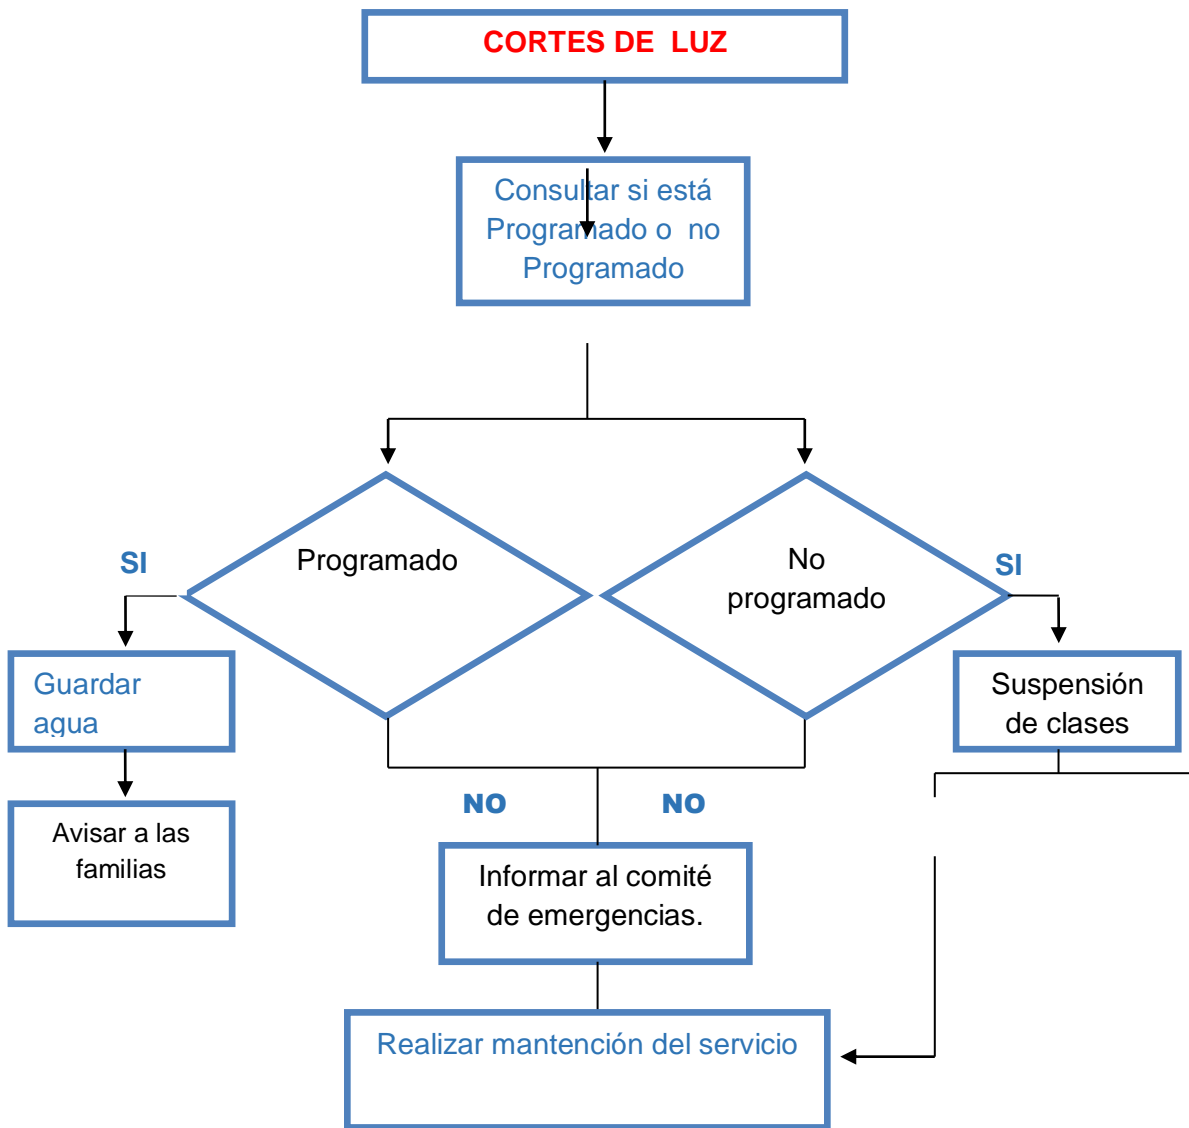 CORTES DE  LUZ
Consultar si está
Programado o  no
Programado
SI
Programado
No
programado
SI
Guardar
agua
Suspensión
de clases
NO
NO
Avisar a las
familias
Informar al comité
de emergencias.
Realizar mantención del servicio